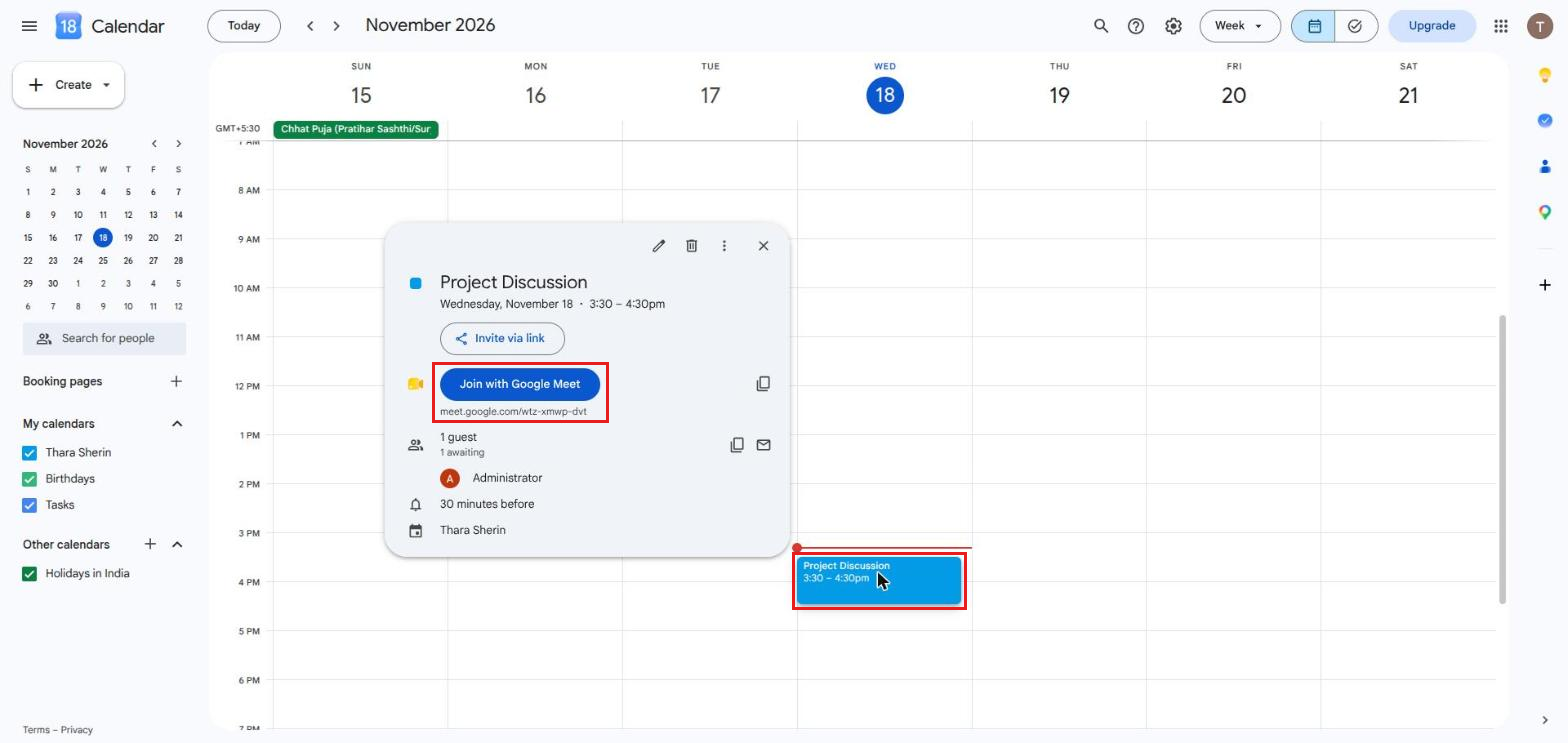 18 Calendar
Today
November 2026
Week
Upgrade
T
Create
November 2026
S M T W T F S
1 2 3 4 5 6 7
8 9 10 11 12 13 14
15 16 17 18 19 20 21
22 23 24 25 26 27 28
29 30 1 2 3 4 5
6 7 8 9 10 11 12
Search for people
Booking pages
My calendars
Thara Sherin
Birthdays
Tasks
Other calendars
Holidays in India
Terms – Privacy
SUN MON TUE WED THU FRI SAT
15 16 17 18 19 20 21
GMT+5:30
Chhat Puja (Pratihar Sashthi/Sur
8 AM
9 AM
10 AM
11 AM
12 PM
1 PM
2 PM
3 PM
4 PM
5 PM
6 PM
7 PM
Project Discussion
Wednesday, November 18 · 3:30 – 4:30pm
Invite via link
Join with Google Meet
meet.google.com/wtz-xmwp-dvt
1 guest
1 awaiting
A Administrator
30 minutes before
Thara Sherin
Project Discussion
3:30 – 4:30pm